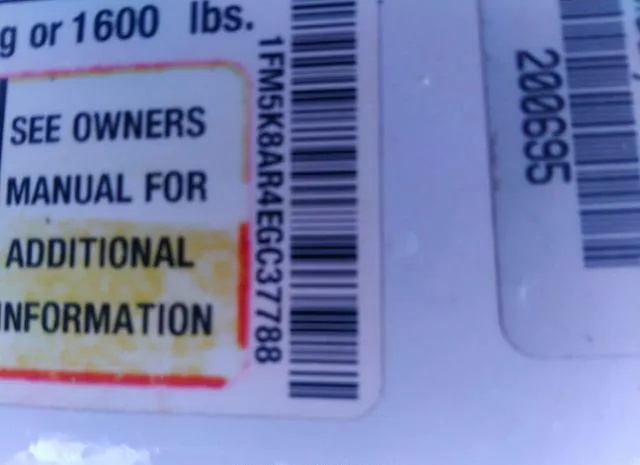 g or 1600 lbs.
SEE OWNERS
MANUAL FOR
ADDITIONAL
INFORMATION
1FM5K8AR4EGC37788
200695